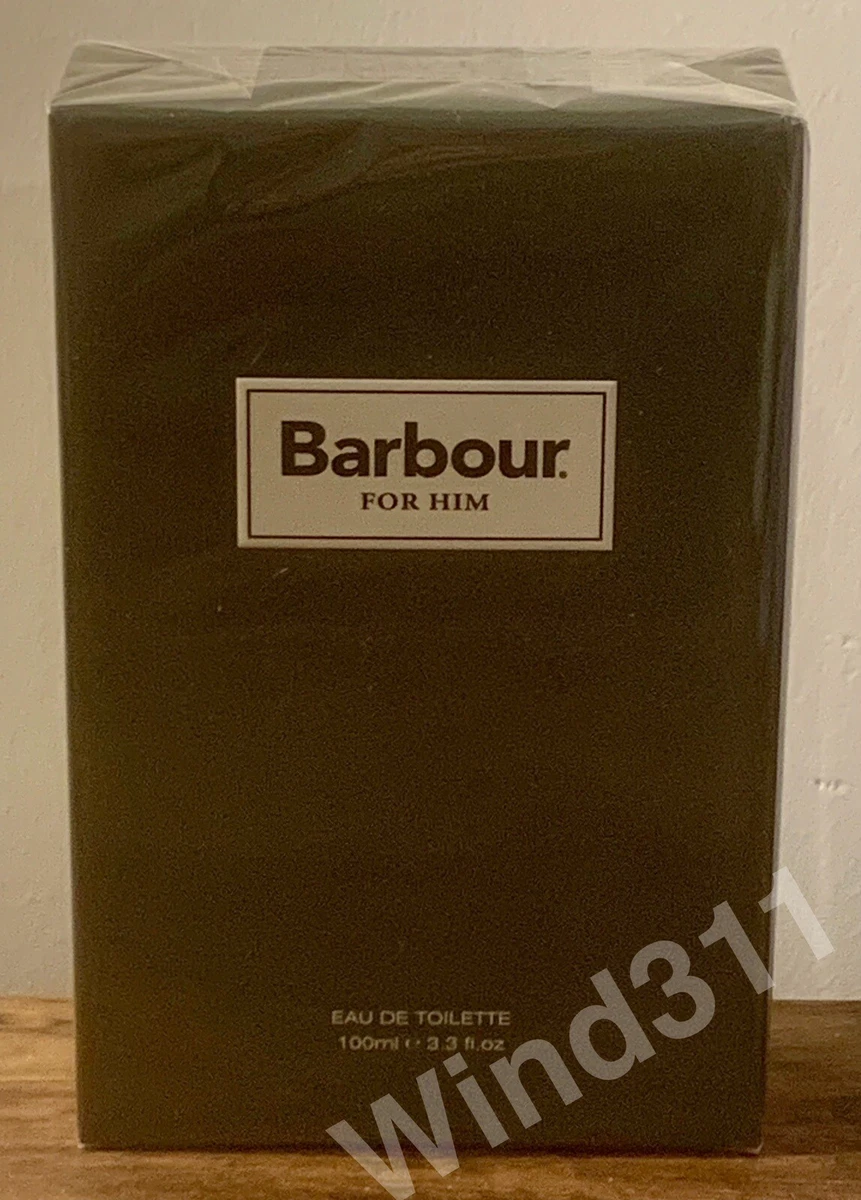 Barbour.
FOR HIM
EAU DE TOILETTE
100ml e 3.3 fl.oz
Wind311